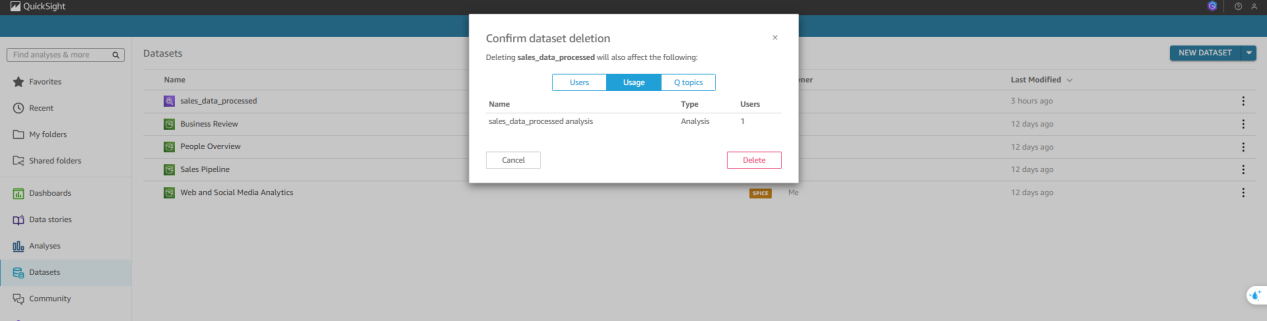 QuickSight
Find analyses & more
Favorites
Recent
My folders
Shared folders
Dashboards
Data stories
Analyses
Datasets
Community
Datasets
NEW DATASET
Name
Last Modified
sales_data_processed
3 hours ago
Business Review
12 days ago
People Overview
12 days ago
Sales Pipeline
12 days ago
Web and Social Media Analytics
SPICE
Me
12 days ago
Confirm dataset deletion
×
Deleting sales_data_processed will also affect the following:
Users
Usage
Q topics
Name Type Users
sales_data_processed analysis Analysis 1
Cancel
Delete